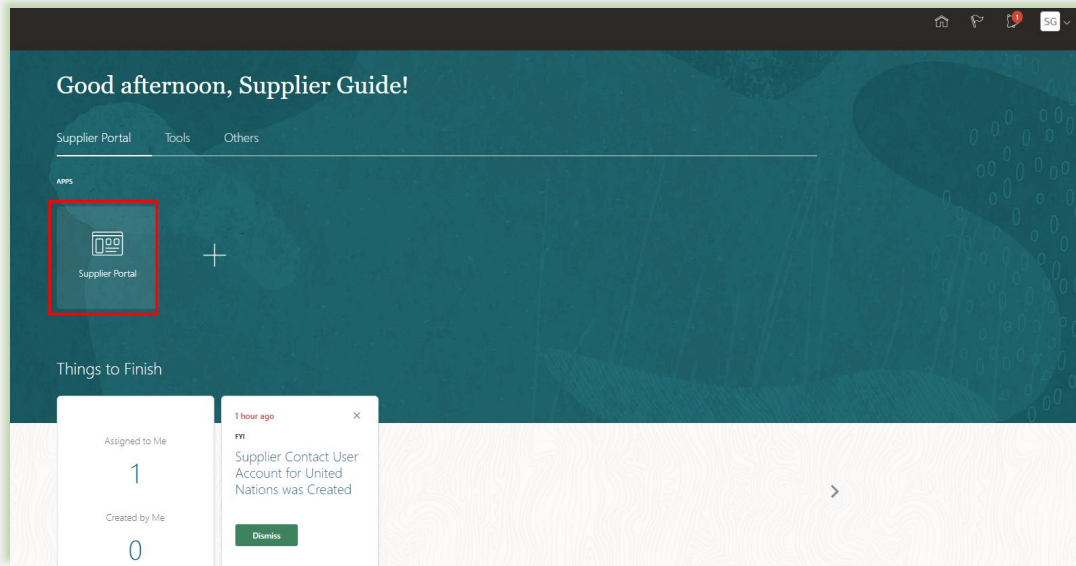 1
SG
Good afternoon, Supplier Guide!
Supplier Portal Tools Others
APPS
Supplier Portal
Things to Finish
Assigned to Me
1
Created by Me
0
1 hour ago
FYI
Supplier Contact User
Account for United
Nations was Created
Dismiss